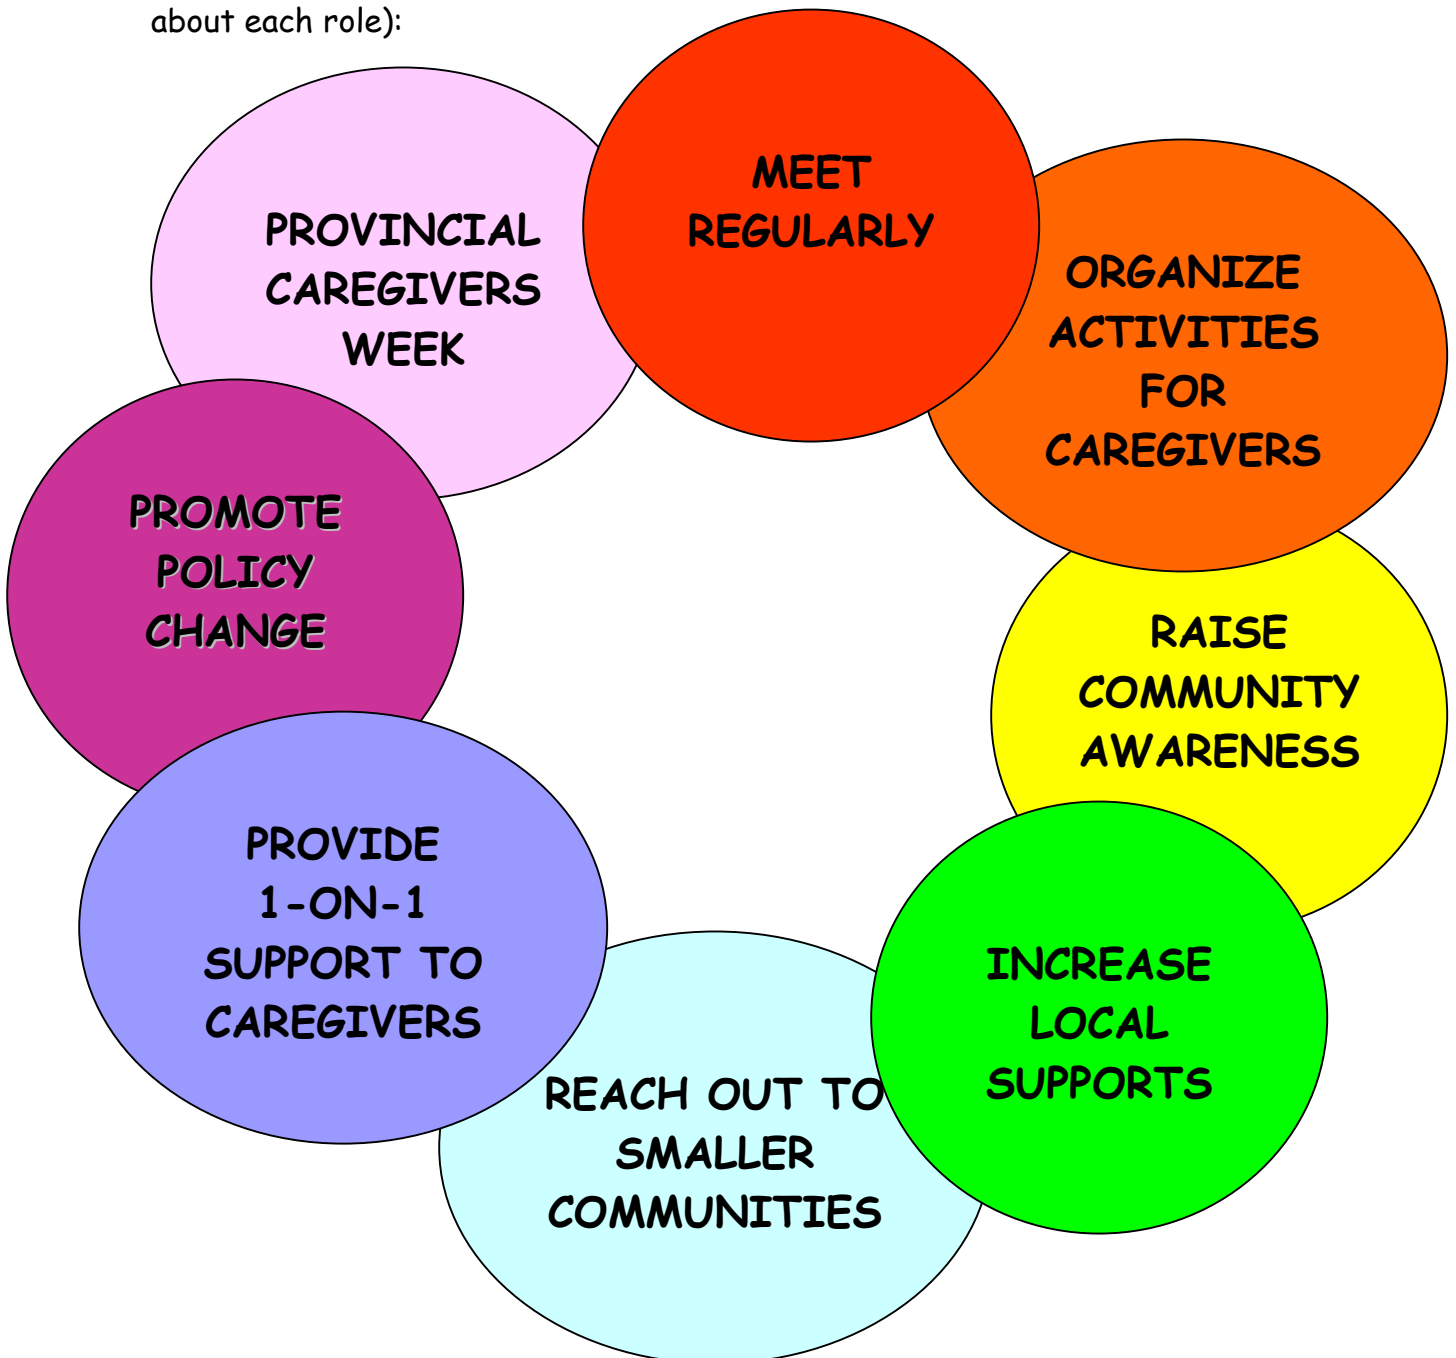 about each role):
MEET
REGULARLY
ORGANIZE
ACTIVITIES
FOR
CAREGIVERS
RAISE
COMMUNITY
AWARENESS
INCREASE
LOCAL
SUPPORTS
REACH OUT TO
SMALLER
COMMUNITIES
PROVIDE
1-ON-1
SUPPORT TO
CAREGIVERS
PROMOTE
POLICY
CHANGE
PROVINCIAL
CAREGIVERS
WEEK